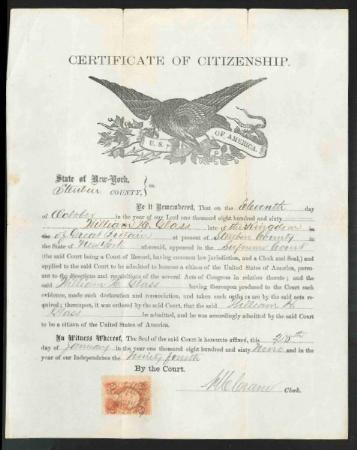 CERTIFICATE OF CITIZENSHIP.
U. S. OF AMERICA.
State of New-York,
Steuben COUNTY, } ss.
Be it Remembered, That on the Eleventh day
of October in the year of our Lord one thousand eight hundred and sixty
William H. Glass in the Kingdom
of Great Britain at present of Steuben County in
the State of New York aforesaid, appeared in the Supreme Court
(the said Court being a Court of Record, having common law jurisdiction, and a Clerk and Seal,) and
applied to the said Court to be admitted to become a citizen of the United States of America, pursu-
ant to the directions and requisitions of the several Acts of Congress in relation thereto; and the
said William H. Glass having thereupon produced to the Court such
evidence, made such declaration and renunciation, and taken such oaths as are by the said acts re-
quired; thereupon, it was ordered by the said Court, that the said William H
Glass be admitted, and he was accordingly admitted by the said Court
to be a citizen of the United States of America.
In Witness Whereof, The Seal of the said Court is hereunto affixed, this
day of January in the year one thousand eight hundred and sixty Nine and in the
year of our Independence the Ninety fourth
By the Court.
Clerk.